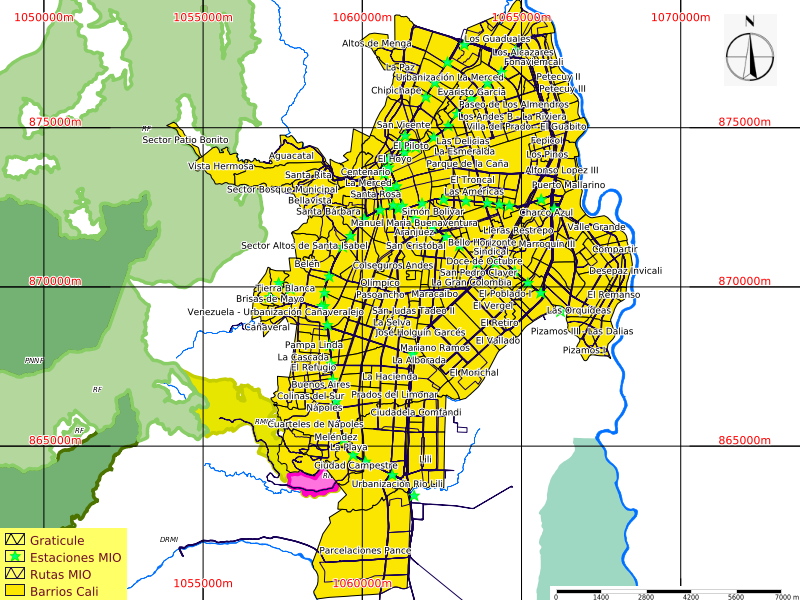 1050000m 1055000m 1060000m 1065000m 1070000m
N
Los Guaduales
Altos de Menga
Los Alcazares
Fonaviemcali
La Paz
Urbanización La Merced
Petecuy II
Chipichape
Evaristo García
Petecuy III
Paseo de Los Almendros
Los Andes B
La Riviera
875000m 875000m
San Vicente
Villa del Prado - El Guabito
RF
Sector Patio Bonito
Las Delicias
Tepicol
El Piloto
La Esmeralda
Los Pinos
Aguacatal
El Hoyo
Vista Hermosa
Parque de la Caña
Centenario
Alfonso Lopez III
Santa Rita
El Troncal
La Merced
Puerto Mallarino
Sector Bosque Municipal
Las Américas
Santa Rosa
Bellavista
Santa Bárbara
Simón Bolívar
Charco Azul
Manuel María Buenaventura
Valle Grande
Aranjuez
Lleras Restrepo
Sector Altos de Santa Isabel
San Cristóbal
Bello Horizonte
Marroquín III
Compartir
Sindical
Belén
Colseguros Andes
Doce de Octubre
Desepaz Invicali
San Pedro Claver
870000m 870000m
Olímpico
La Gran Colombia
Tierra Blanca
Pasoancho
Maracaibo
El Poblado I
El Remanso
Brisas de Mayo
El Vergel
Venezuela - Urbanización Cañaveralejo
San Judas Tadeo II
Las Orquídeas
La Selva
El Retiro
Cañaveral
José Holguín Garcés
Pizamos III - Las Dalias
Pampa Linda
Mariano Ramos
El Vallado
Pizamos I
La Cascada
La Alborada
PNNF
El Refugio
El Morichal
La Hacienda
Buenos Aires
RF
Colinas del Sur
Prados del Limonar
Nápoles
Ciudadela Comfandi
Cuarteles de Nápoles
RF
865000m 865000m
Meléndez
La Playa
Lili
Ciudad Campestre
Urbanización Río Lili
DRMI
Graticule
Estaciones MIO
Parcelaciones Pance
Rutas MIO
Barrios Cali
1055000m 1060000m
0 1400 2800 4200 5600 7000 m